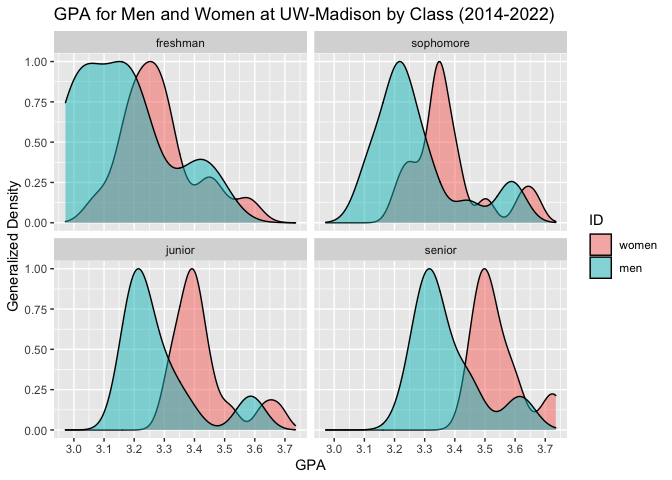 GPA for Men and Women at UW-Madison by Class (2014-2022)
freshman
sophomore
1.00
0.75
0.50
0.25
0.00
junior
senior
1.00
0.75
0.50
0.25
0.00
3.0 3.1 3.2 3.3 3.4 3.5 3.6 3.7
3.0 3.1 3.2 3.3 3.4 3.5 3.6 3.7
GPA
Generalized Density
ID
women
men